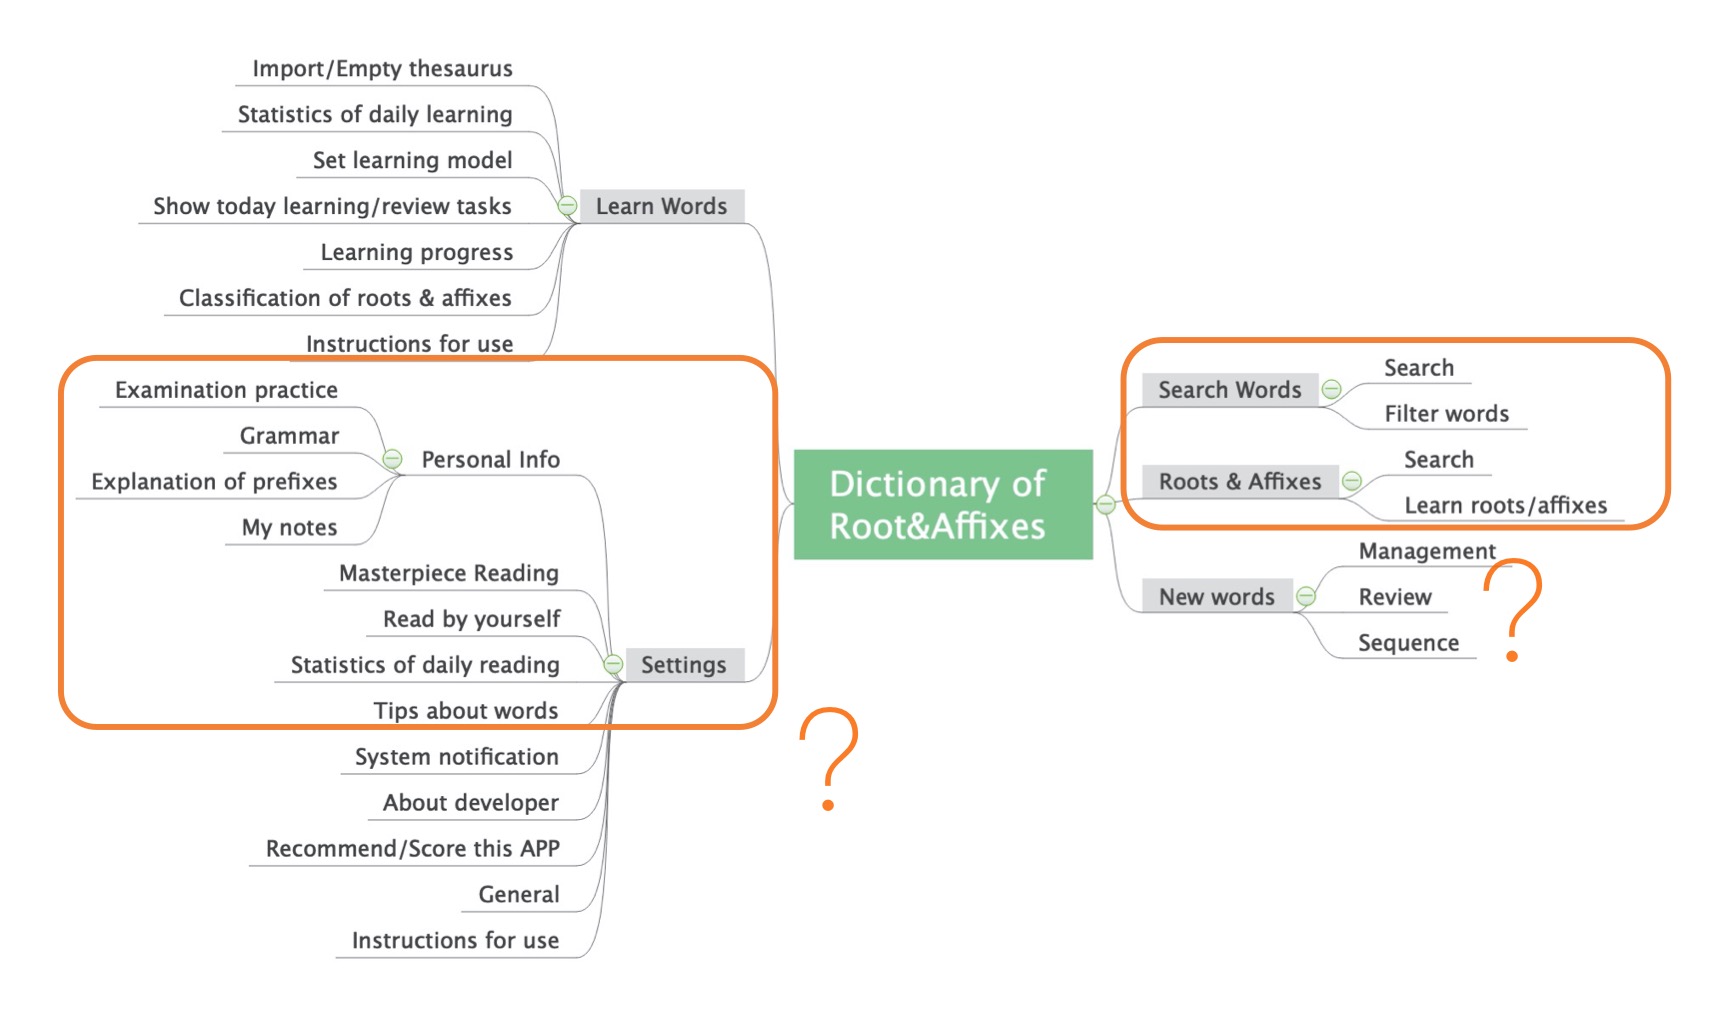 Import/Empty thesaurus
Statistics of daily learning
Set learning model
Show today learning/review tasks
Learning progress
Classification of roots & affixes
Instructions for use
Learn Words
Examination practice
Grammar
Explanation of prefixes
My notes
Personal Info
Masterpiece Reading
Read by yourself
Statistics of daily reading
Tips about words
System notification
About developer
Recommend/Score this APP
General
Instructions for use
Settings
Dictionary of
Root&Affixes
Search Words
Search
Filter words
Roots & Affixes
Search
Learn roots/affixes
New words
Management
Review
Sequence
?
?